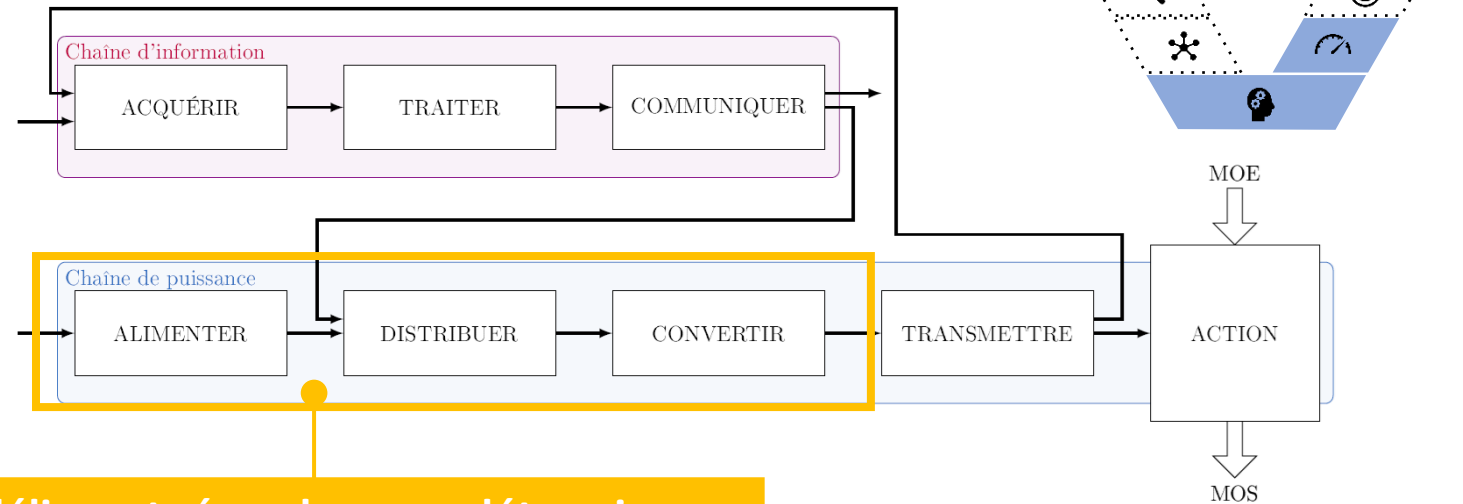 Chaîne d'information
ACQUÉRIR
TRAITER
COMMUNIQUER
MOE
Chaîne de puissance
ALIMENTER
DISTRIBUER
CONVERTIR
TRANSMETTRE
ACTION
MOS